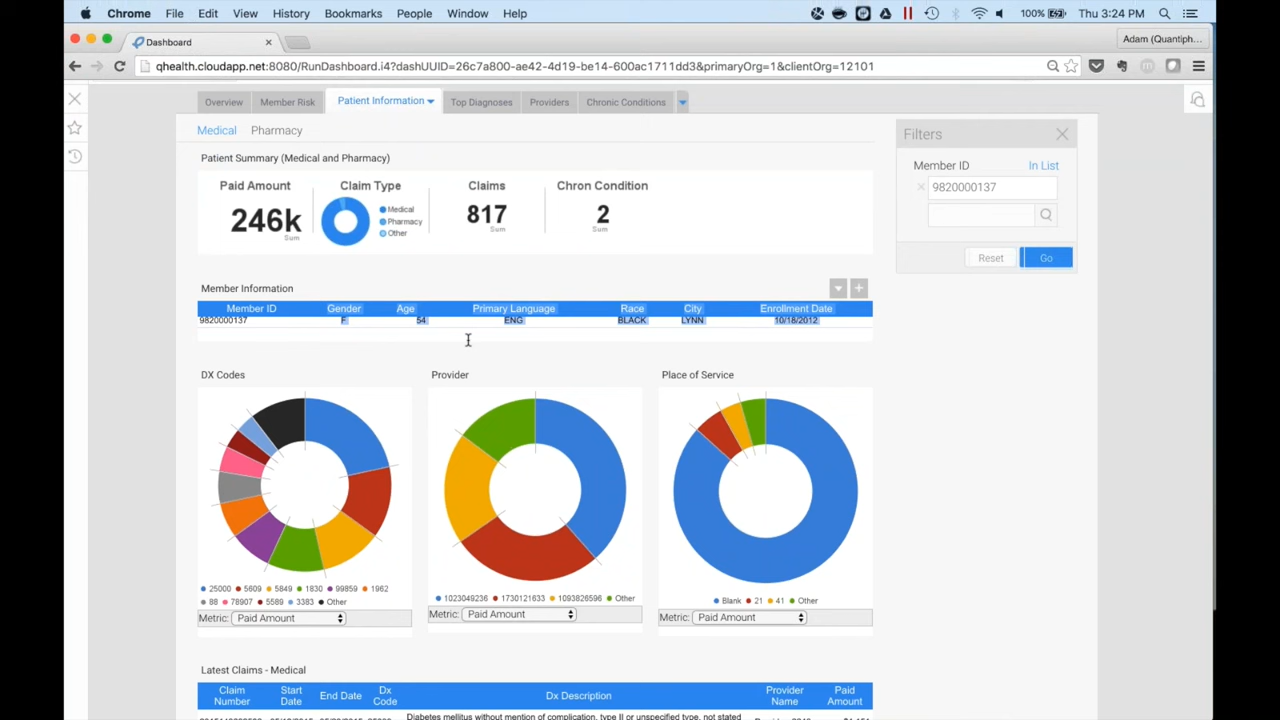 Chrome File Edit View History Bookmarks People Window Help 100% Thu 3:24 PM
Dashboard Adam (Quantiph...
qhealth.cloudapp.net:8080/RunDashboard.i4?dashUUID=26c7a800-ae42-4d19-be14-600ac1711dd3&primaryOrg=1&clientOrg=12101
Overview Member Risk Patient Information Top Diagnoses Providers Chronic Conditions
Medical Pharmacy
Patient Summary (Medical and Pharmacy)
Paid Amount Claim Type Claims Chron Condition
246k Sum
Medical
Pharmacy
Other
817 Sum
2 Sum
Filters
Member ID In List
9820000137
Reset Go
Member Information
Member ID Gender Age Primary Language Race City Enrollment Date
9820000137 F 54 ENG BLACK LYNN 10/18/2012
DX Codes Provider Place of Service
25000 5609 5849 1830 99859 1962
88 78907 5589 3383 Other
Metric: Paid Amount
1023049236 1730121633 1093826596 Other
Metric: Paid Amount
Blank 21 41 Other
Metric: Paid Amount
Latest Claims - Medical
Claim Number Start Date End Date Dx Code Dx Description Provider Name Paid Amount
Diabetes mellitus without mention of complication, type II or unspecified type, not stated